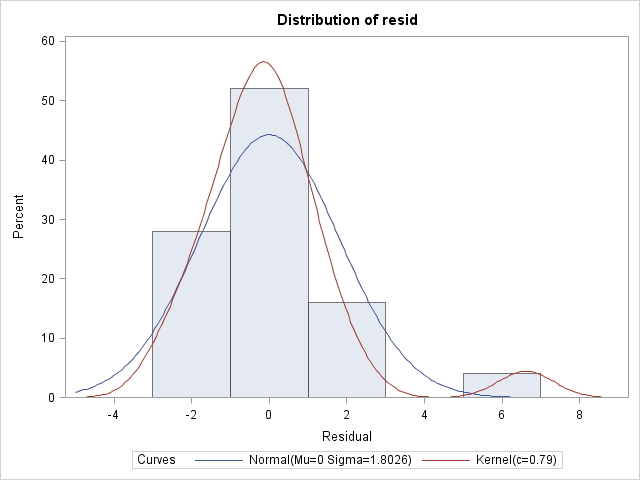 Distribution of resid
60
50
40
30
20
10
0
Percent
-4 -2 0 2 4 6 8
Residual
Curves Normal(Mu=0 Sigma=1.8026) Kernel(c=0.79)